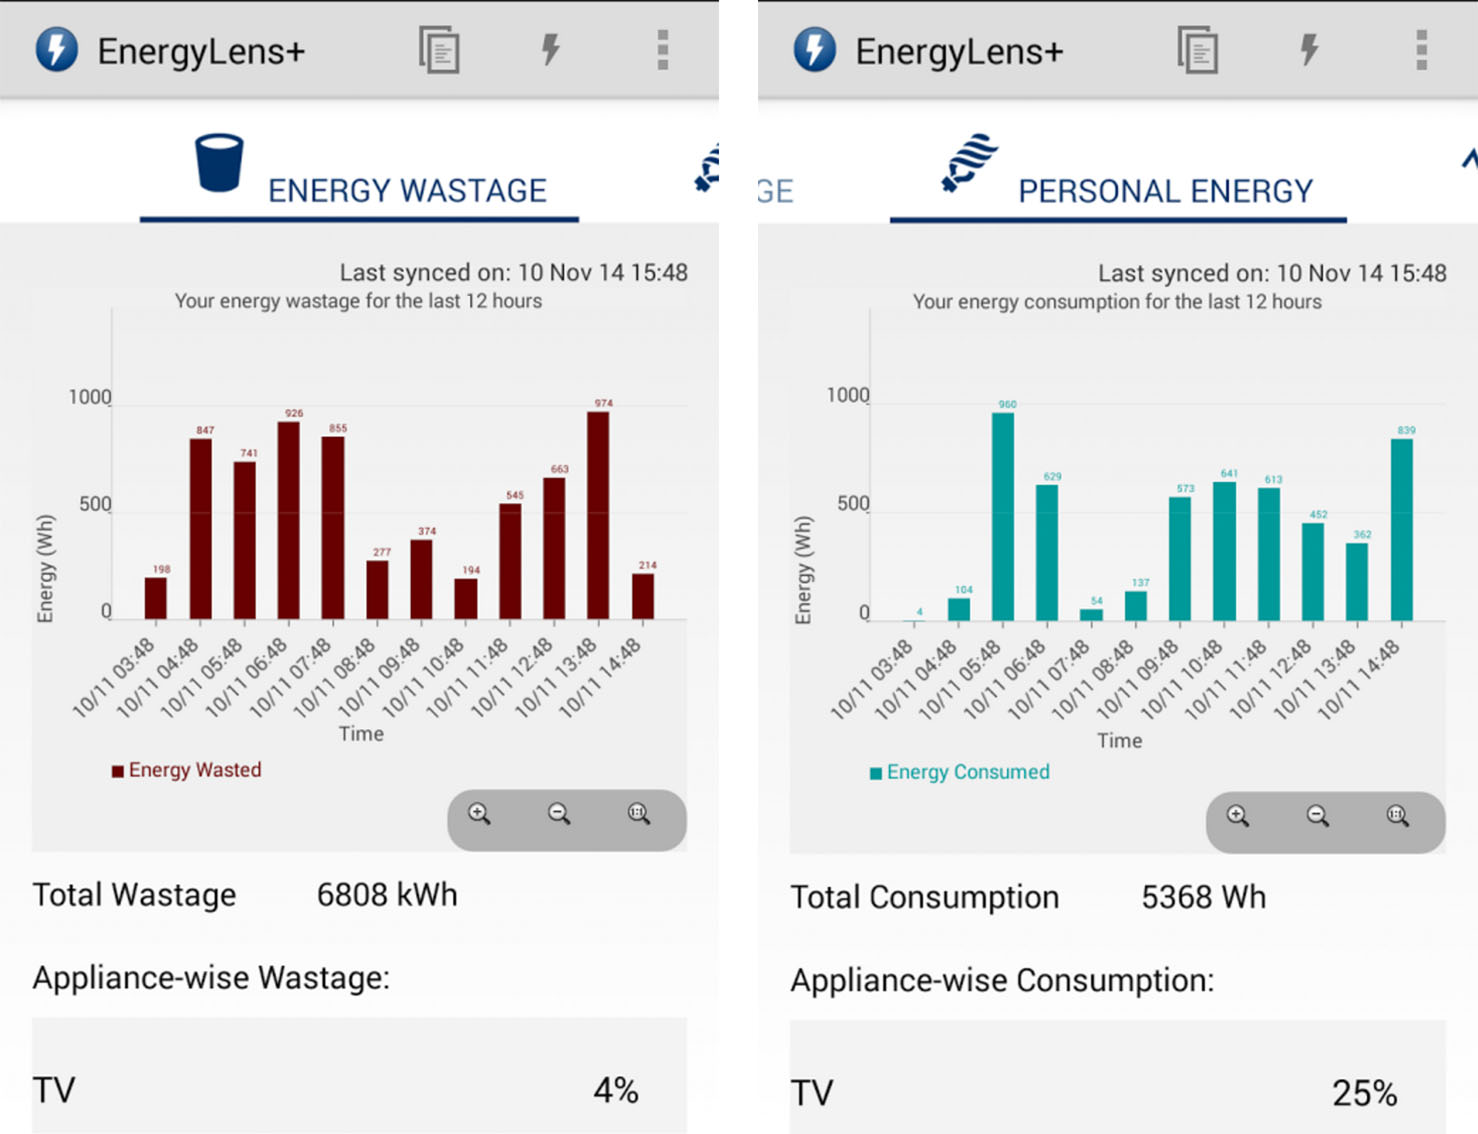 EnergyLens+
ENERGY WASTAGE
Last synced on: 10 Nov 14 15:48
Your energy wastage for the last 12 hours
Energy (Wh)
1000
500
0
198
847
741
926
855
277
374
194
545
663
974
214
10/11 03:48
10/11 04:48
10/11 05:48
10/11 06:48
10/11 07:48
10/11 08:48
10/11 09:48
10/11 10:48
10/11 11:48
10/11 12:48
10/11 13:48
10/11 14:48
Time
Energy Wasted
1:1
Total Wastage 6808 kWh
Appliance-wise Wastage:
TV 4%
EnergyLens+
GE
PERSONAL ENERGY
Last synced on: 10 Nov 14 15:48
Your energy consumption for the last 12 hours
Energy (Wh)
1000
500
0
4
104
960
629
54
137
573
641
613
452
362
839
10/11 03:48
10/11 04:48
10/11 05:48
10/11 06:48
10/11 07:48
10/11 08:48
10/11 09:48
10/11 10:48
10/11 11:48
10/11 12:48
10/11 13:48
10/11 14:48
Time
Energy Consumed
1:1
Total Consumption 5368 Wh
Appliance-wise Consumption:
TV 25%